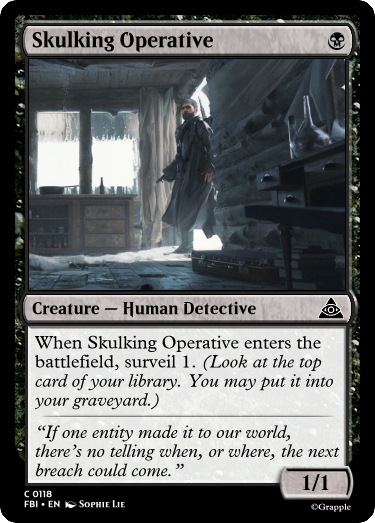 Skulking Operative
Creature — Human Detective
When Skulking Operative enters the
battlefield, surveil 1. (Look at the top
card of your library. You may put it into
your graveyard.)
“If one entity made it to our world,
there’s no telling when, or where, the next
breach could come.”
1/1
C 0118
FBI • EN Sophie Lie
©Grapple